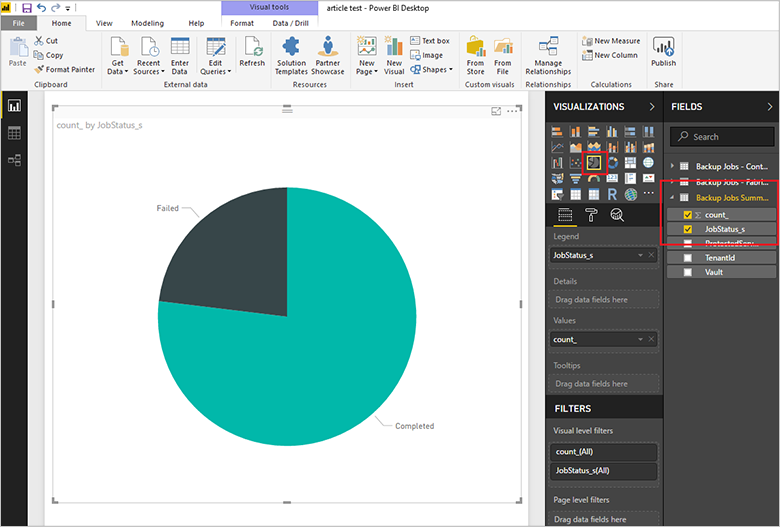 Visual tools
article test - Power BI Desktop
File
Home
View
Modeling
Help
Format
Data / Drill
Paste
Cut
Copy
Format Painter
Clipboard
Get Data
Recent Sources
Enter Data
Edit Queries
Refresh
External data
Solution Templates
Partner Showcase
Resources
New Page
New Visual
Text box
Image
Shapes
Insert
From Store
From File
Custom visuals
Manage Relationships
Relationships
New Measure
New Column
Calculations
Publish
Share
count_ by JobStatus_s
Failed
Completed
VISUALIZATIONS
R
Legend
JobStatus_s
Details
Drag data fields here
Values
count_
Tooltips
Drag data fields here
FILTERS
Visual level filters
count_(All)
JobStatus_s(All)
Page level filters
Drag data fields here
FIELDS
Search
Backup Jobs - Cont...
Backup Jobs - Fabri...
Backup Jobs Summ...
Σ count_
JobStatus_s
ProtectedServ...
TenantId
Vault